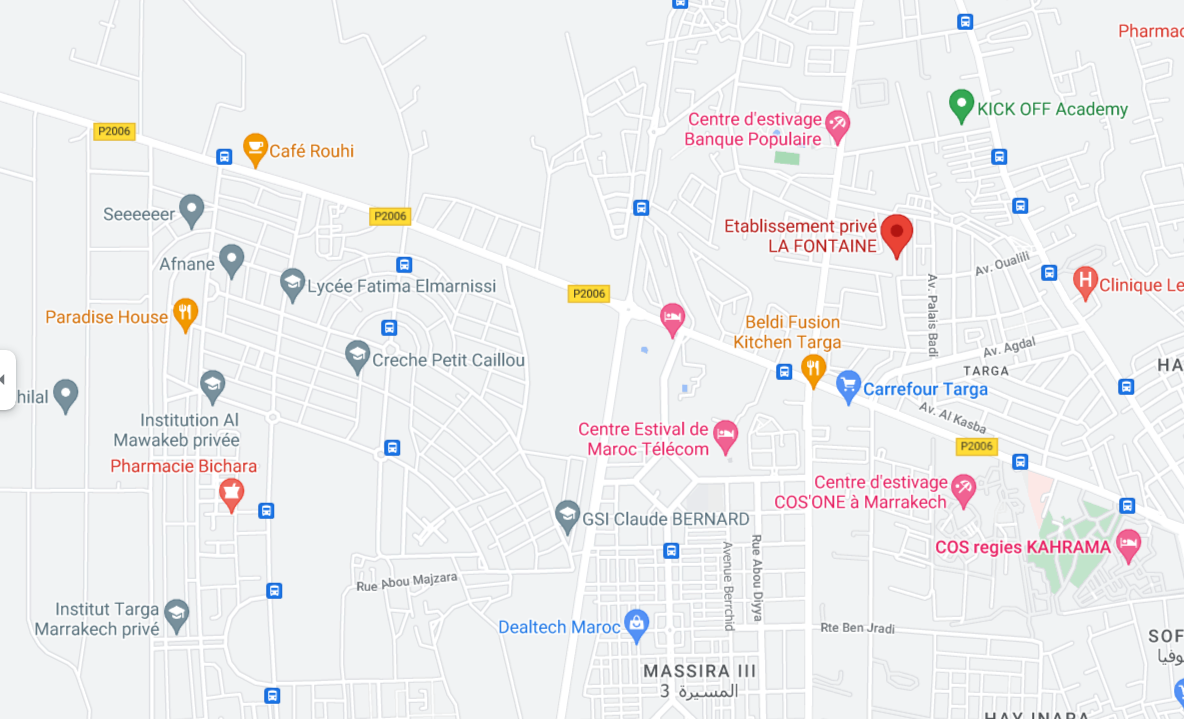 Pharmac
KICK OFF Academy
Centre d'estivage
Banque Populaire
P2006
Café Rouhi
Seeeeeer
P2006
Etablissement privé
LA FONTAINE
Afnane
Av. Oualili
Lycée Fatima Elmarnissi
Clinique Le
P2006
Paradise House
Av. Palais Badi
Beldi Fusion
Kitchen Targa
Av. Agdal
Creche Petit Caillou
TARGA
HA
Carrefour Targa
hilal
Av. Al Kasba
Institution Al
Mawakeb privée
Centre Estival de
Maroc Télécom
P2006
Pharmacie Bichara
Centre d'estivage
COS'ONE à Marrakech
GSI Claude BERNARD
COS regies KAHRAMA
Avenue Berrchid
Rue Abou Diyya
Rue Abou Majzara
Institut Targa
Marrakech privé
Dealtech Maroc
Rte Ben Jradi
SOF
وفيا
MASSIRA III
المسيرة 3
HAY INARA